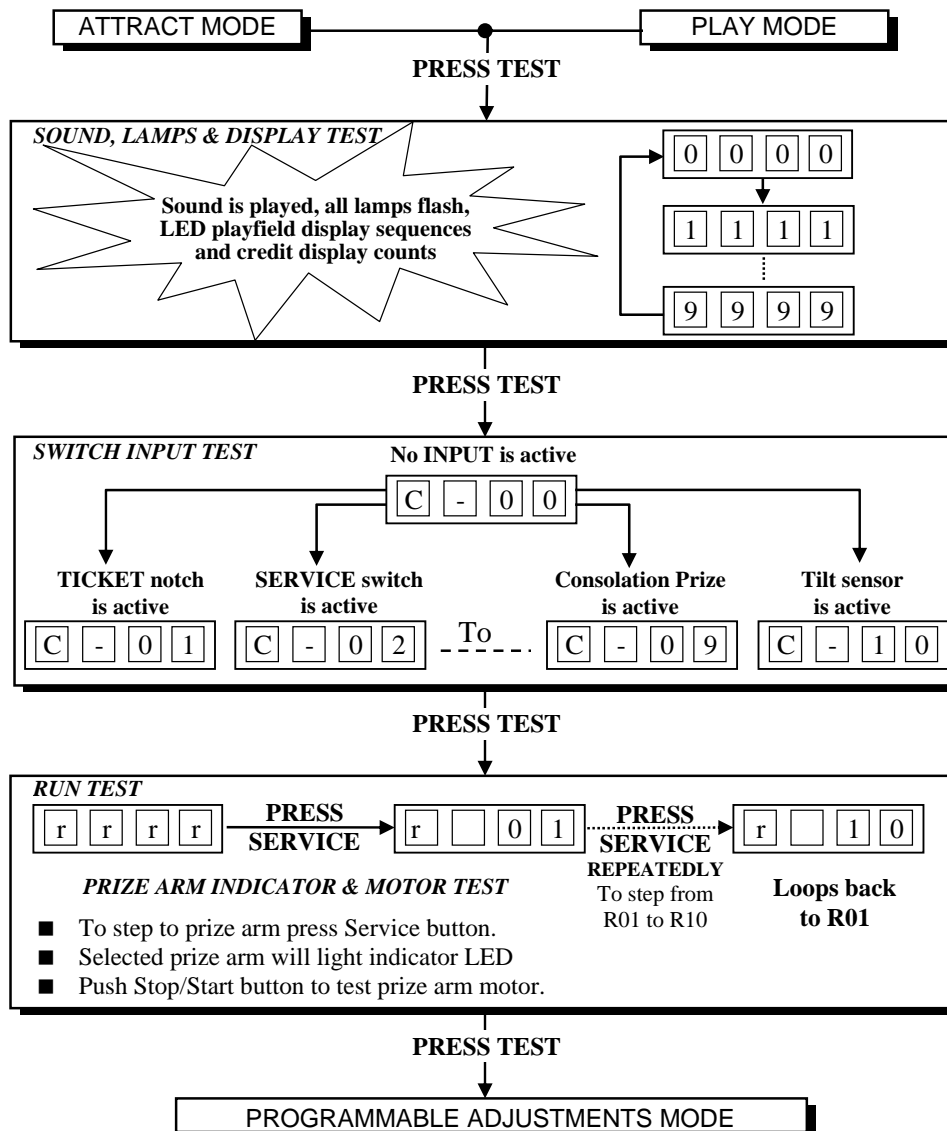 ATTRACT MODE
PLAY MODE
PRESS TEST
SOUND, LAMPS & DISPLAY TEST
Sound is played, all lamps flash,
LED playfield display sequences
and credit display counts
0 0 0 0
1 1 1 1
9 9 9 9
PRESS TEST
SWITCH INPUT TEST
No INPUT is active
C - 0 0
TICKET notch
is active
C - 0 1
SERVICE switch
is active
C - 0 2
To
Consolation Prize
is active
C - 0 9
Tilt sensor
is active
C - 1 0
PRESS TEST
RUN TEST
r r r r
PRESS
SERVICE
r 0 1
PRESS
SERVICE
REPEATEDLY
To step from
R01 to R10
r 1 0
Loops back
to R01
PRIZE ARM INDICATOR & MOTOR TEST
■ To step to prize arm press Service button.
■ Selected prize arm will light indicator LED
■ Push Stop/Start button to test prize arm motor.
PRESS TEST
PROGRAMMABLE ADJUSTMENTS MODE